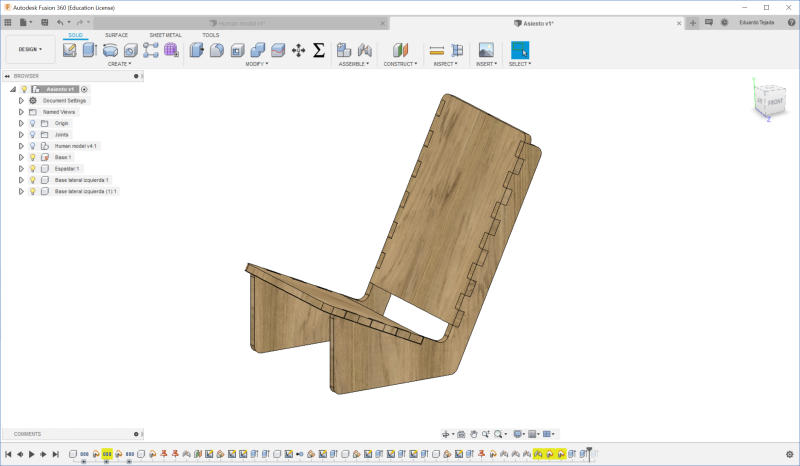 Autodesk Fusion 360 (Education License)
Human model v4*
Asiento v1*
Eduardo Tejada
SOLID SURFACE SHEET METAL TOOLS
DESIGN
CREATE MODIFY ASSEMBLE CONSTRUCT INSPECT INSERT SELECT
BROWSER
Asiento v1
Document Settings
Named Views
Origin
Joints
Human model v4:1
Base:1
Espaldar:1
Base lateral izquierda:1
Base lateral izquierda (1):1
FRONT
Z
COMMENTS